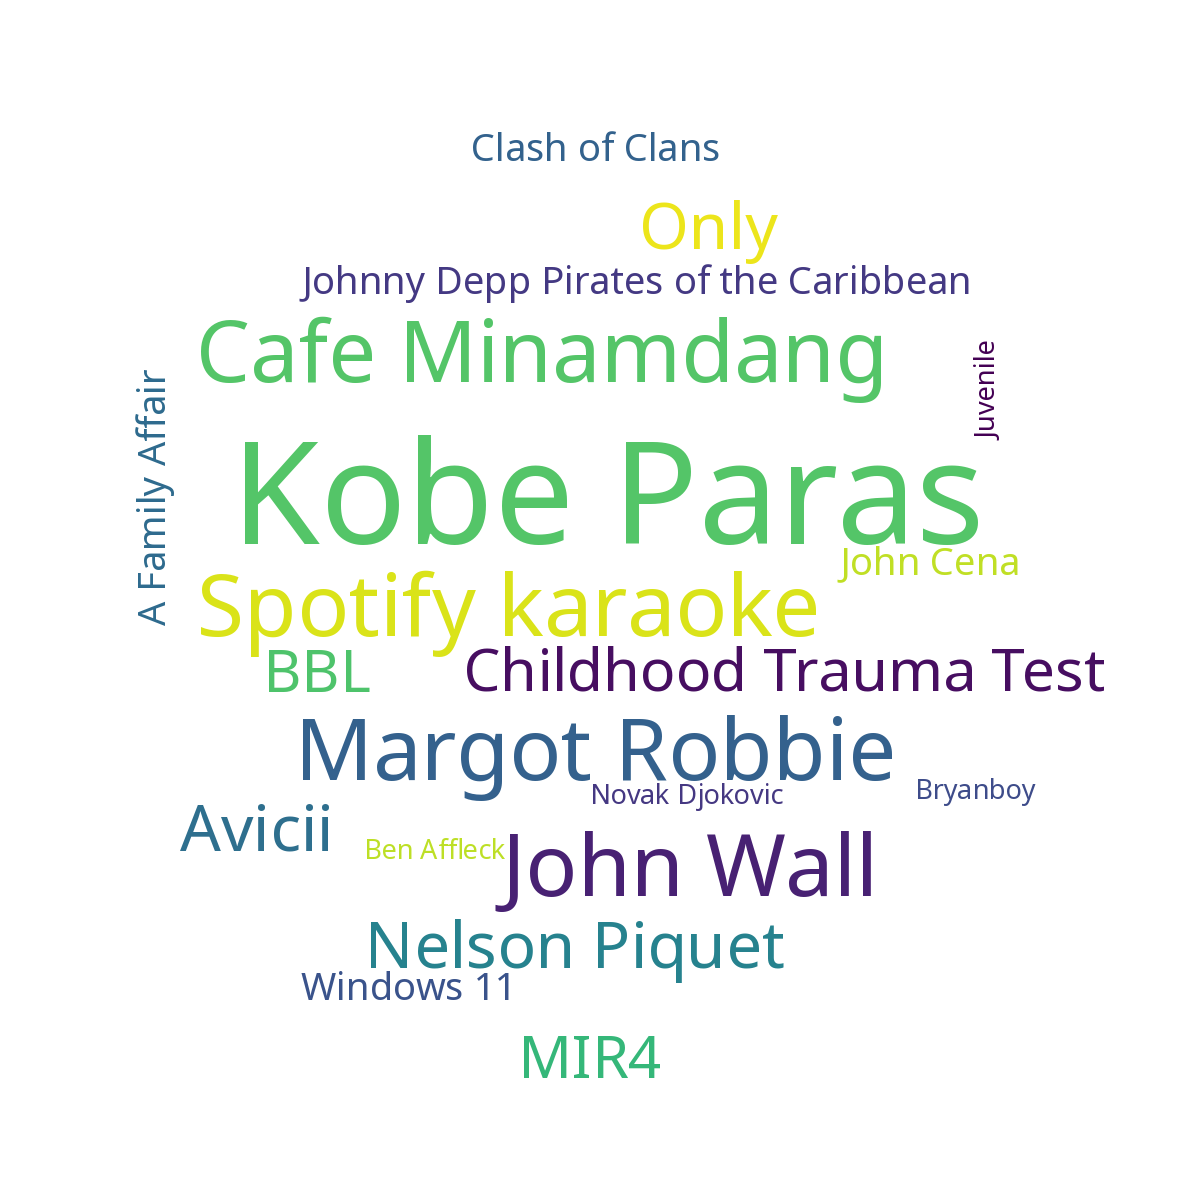 Clash of Clans
Only
Johnny Depp Pirates of the Caribbean
Cafe Minamdang
Juvenile
A Family Affair
Kobe Paras
John Cena
Spotify karaoke
BBL
Childhood Trauma Test
Margot Robbie
Novak Djokovic
Bryanboy
Avicii
Ben Affleck
John Wall
Nelson Piquet
Windows 11
MIR4